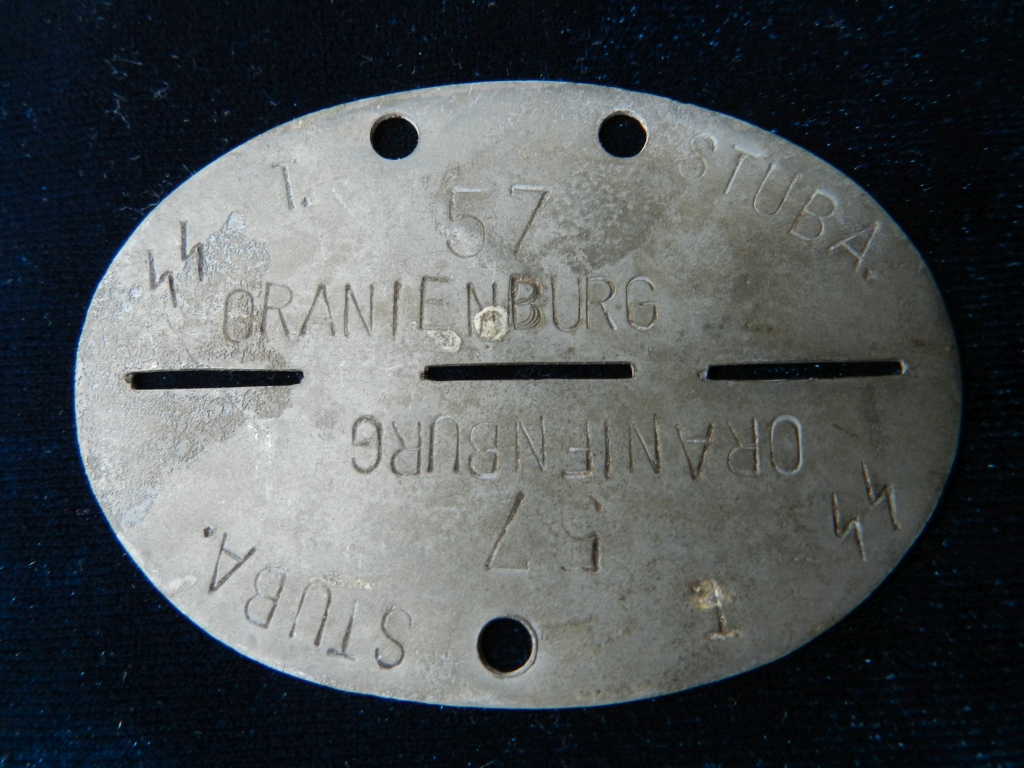 ᛋᛋ 1. STUBA.
57
ORANIENBURG
ORANIENBURG
57
ᛋᛋ 1. STUBA.